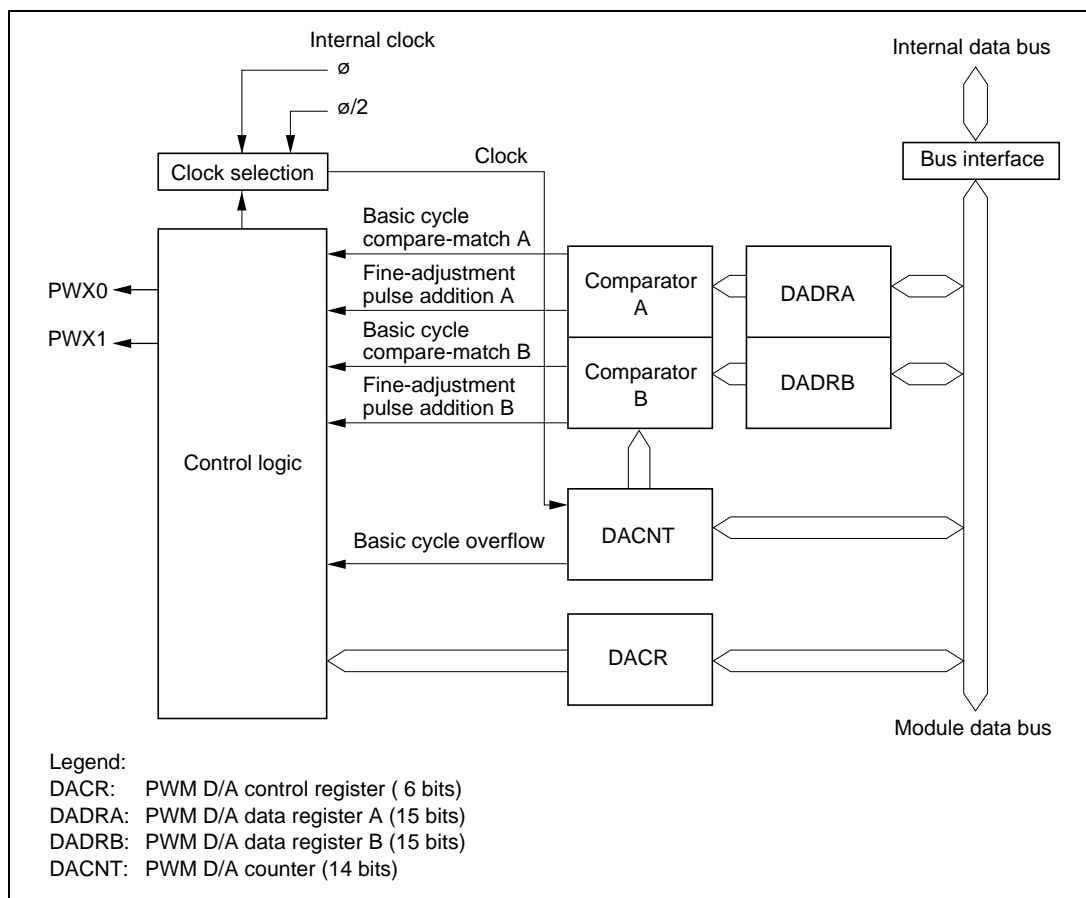 Internal clock
ø
ø/2
Internal data bus
Clock selection
Clock
Bus interface
Basic cycle
compare-match A
Fine-adjustment
pulse addition A
Basic cycle
compare-match B
Fine-adjustment
pulse addition B
PWX0
PWX1
Comparator
A
DADRA
Comparator
B
DADRB
Control logic
DACNT
Basic cycle overflow
DACR
Module data bus
Legend:
DACR: PWM D/A control register ( 6 bits)
DADRA: PWM D/A data register A (15 bits)
DADRB: PWM D/A data register B (15 bits)
DACNT: PWM D/A counter (14 bits)